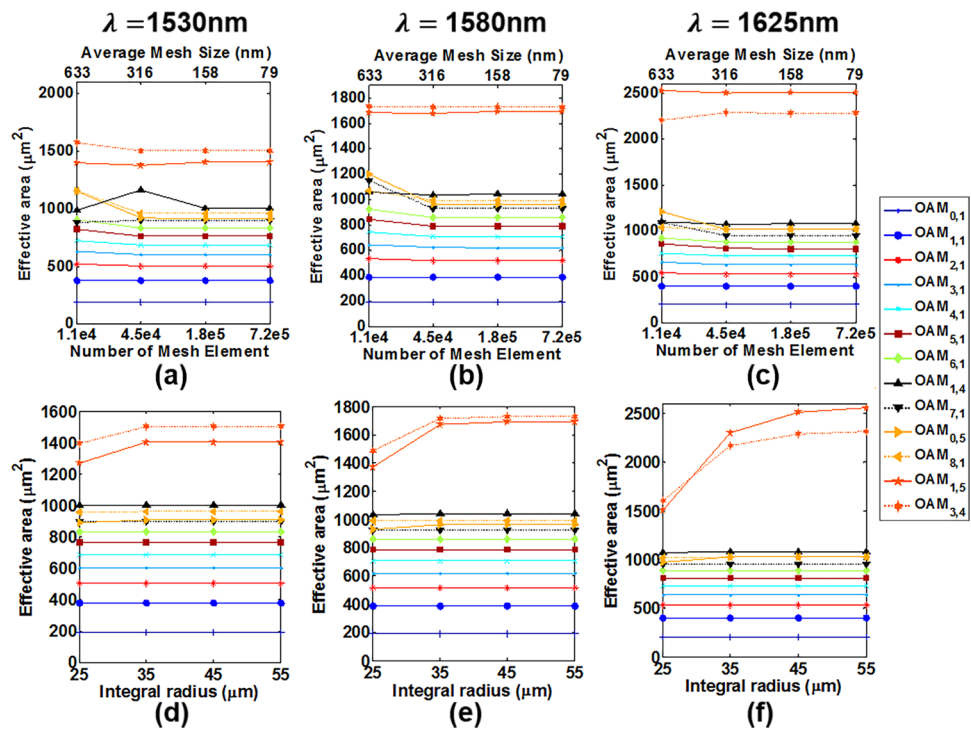 λ =1530nm
λ =1580nm
λ =1625nm
Average Mesh Size (nm)
633 316 158 79
2000
1500
1000
500
0
Effective area (μm²)
1.1e4 4.5e4 1.8e5 7.2e5
Number of Mesh Element
(a)
Average Mesh Size (nm)
633 316 158 79
1800
1600
1400
1200
1000
800
600
400
200
0
Effective area (μm²)
1.1e4 4.5e4 1.8e5 7.2e5
Number of Mesh Element
(b)
Average Mesh Size (nm)
633 316 158 79
2500
2000
1500
1000
500
0
Effective area (μm²)
1.1e4 4.5e4 1.8e5 7.2e5
Number of Mesh Element
(c)
1600
1400
1200
1000
800
600
400
200
0
Effective area (μm²)
25 35 45 55
Integral radius (μm)
(d)
1800
1600
1400
1200
1000
800
600
400
200
0
Effective area (μm²)
25 35 45 55
Integral radius (μm)
(e)
2500
2000
1500
1000
500
0
Effective area (μm²)
25 35 45 55
Integral radius (μm)
(f)
OAM0,1
OAM1,1
OAM2,1
OAM3,1
OAM4,1
OAM5,1
OAM6,1
OAM1,4
OAM7,1
OAM0,5
OAM8,1
OAM1,5
OAM3,4